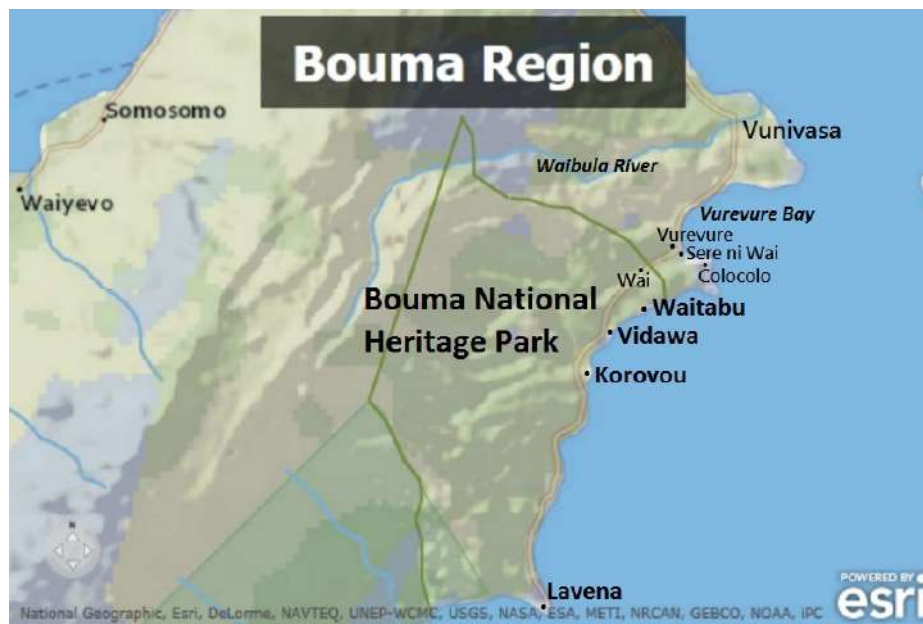 Bouma Region
Somosomo
Vunivasa
Waibula River
Waiyevo
Vurevure Bay
Vurevure
Sere ni Wai
Wai
Colocolo
Bouma National
Heritage Park
Waitabu
Vidawa
Korovou
N
Lavena
POWERED BY
esri
National Geographic, Esri, DeLorme, NAVTEQ, UNEP-WCMC, USGS, NASA, ESA, METI, NRCAN, GEBCO, NOAA, iPC